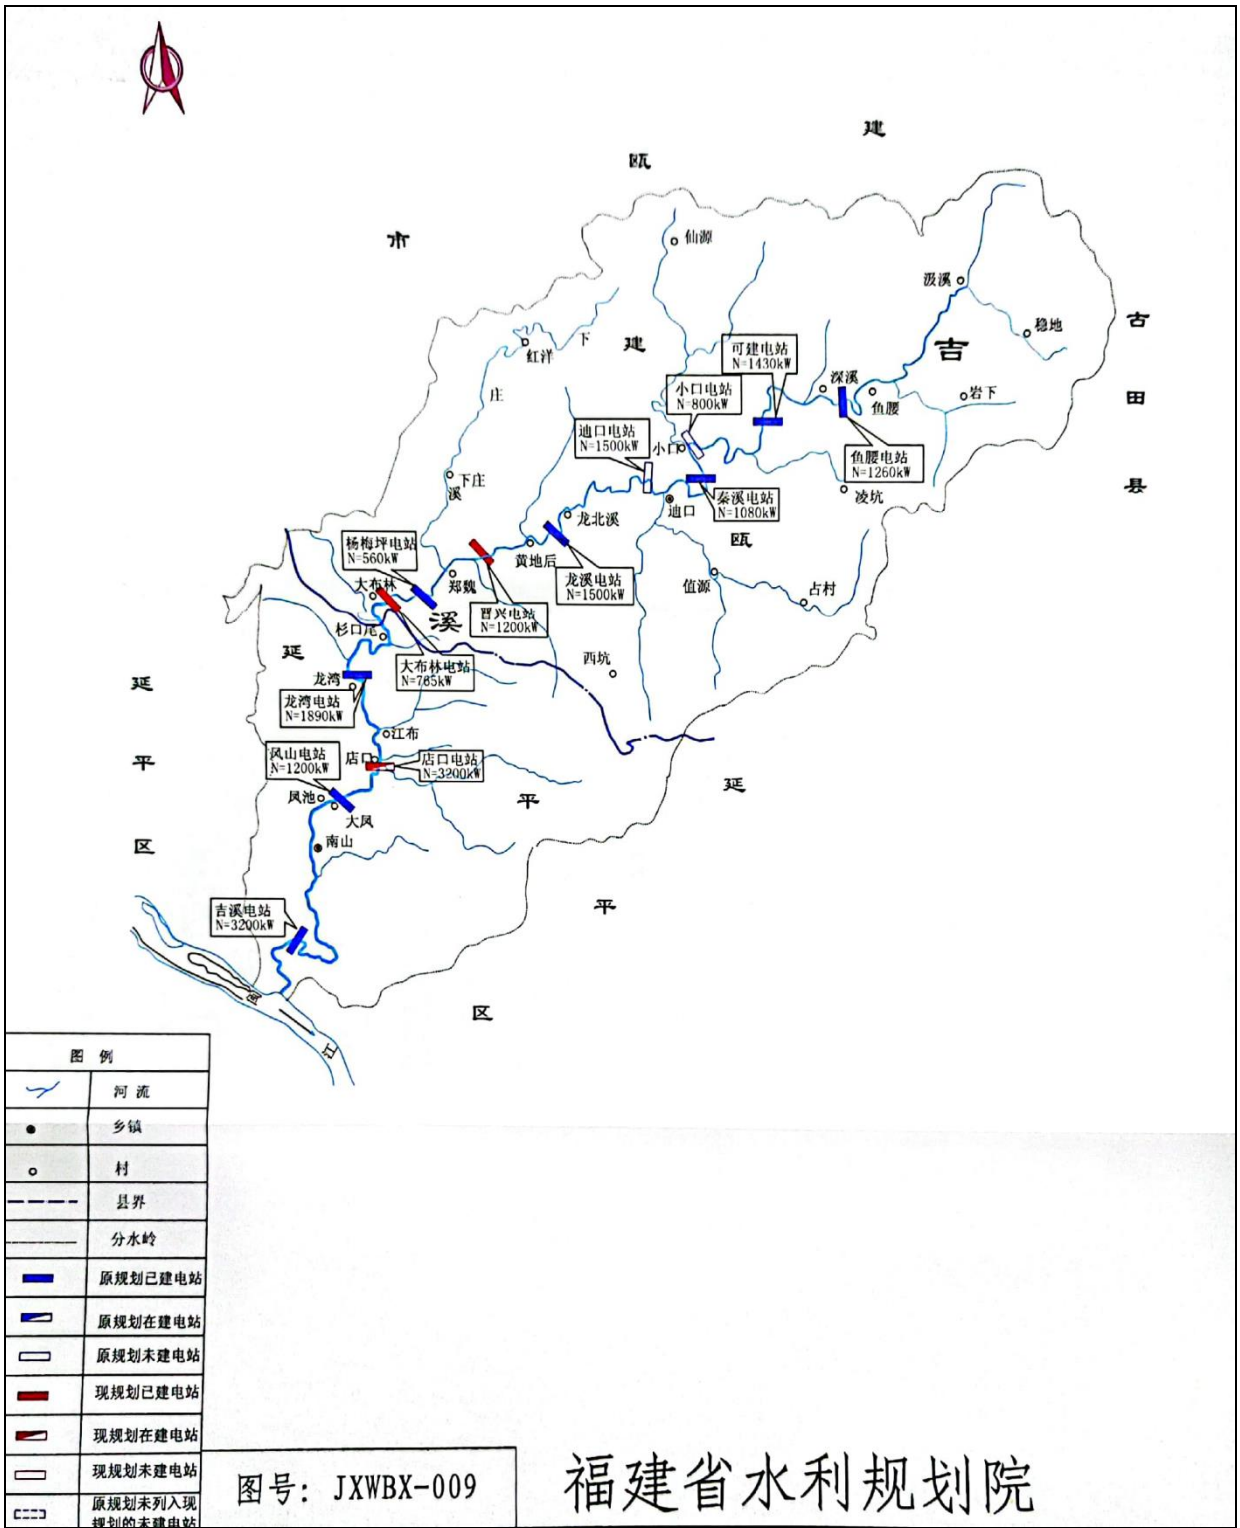 建
瓯
市
仙源
汲溪
古
田
县
稳地
吉
岩下
红洋
下
庄
溪
建
可建电站
N=1430kW
深溪
鱼腰
小口电站
N=800kW
迪口电站
N=1500kW
小口
鱼腰电站
N=1260kW
下庄
凌坑
秦溪电站
N=1080kW
迪口
龙北溪
瓯
杨梅坪电站
N=560kW
黄地后
龙溪电站
N=1500kW
值源
占村
大布林
郑魏
晋兴电站
N=1200kW
溪
杉口尾
延
大布林电站
N=765kW
西坑
龙湾
龙湾电站
N=1890kW
延
平
区
江布
风山电站
N=1200kW
店口
店口电站
N=3200kW
延
凤池
大凤
平
南山
平
吉溪电站
N=3200kW
区
闽
江
图 例
河 流
乡镇
村
县界
分水岭
原规划已建电站
原规划在建电站
原规划未建电站
现规划已建电站
现规划在建电站
现规划未建电站
原规划未列入现
规划的未建电站
图号: JXWBX-009
福建省水利规划院